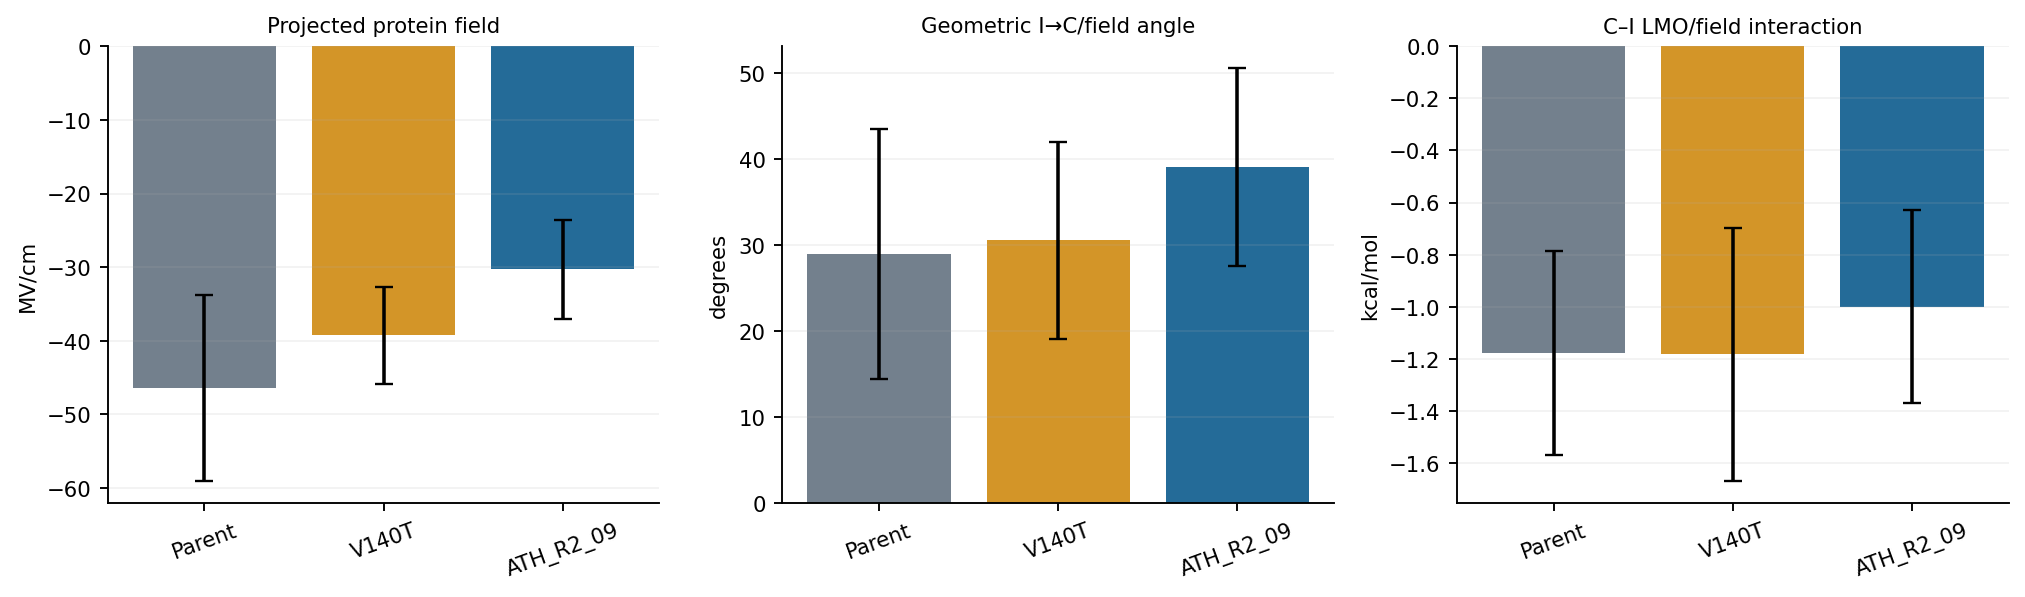 Projected protein field
MV/cm
0
−10
−20
−30
−40
−50
−60
Parent
V140T
ATH_R2_09
Geometric I→C/field angle
degrees
50
40
30
20
10
0
Parent
V140T
ATH_R2_09
C–I LMO/field interaction
kcal/mol
0.0
−0.2
−0.4
−0.6
−0.8
−1.0
−1.2
−1.4
−1.6
Parent
V140T
ATH_R2_09